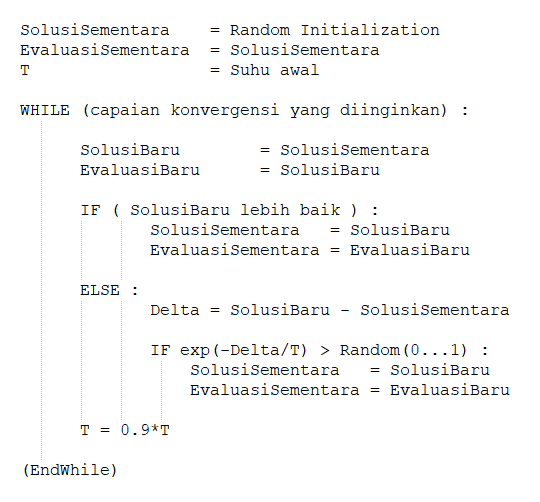 SolusiSementara = Random Initialization
EvaluasiSementara = SolusiSementara
T = Suhu awal
WHILE (capaian konvergensi yang diinginkan) :
SolusiBaru = SolusiSementara
EvaluasiBaru = SolusiBaru
IF ( SolusiBaru lebih baik ) :
SolusiSementara = SolusiBaru
EvaluasiSementara = EvaluasiBaru
ELSE :
Delta = SolusiBaru – SolusiSementara
IF exp(-Delta/T) > Random(0...1) :
SolusiSementara = SolusiBaru
EvaluasiSementara = EvaluasiBaru
T = 0.9*T
(EndWhile)